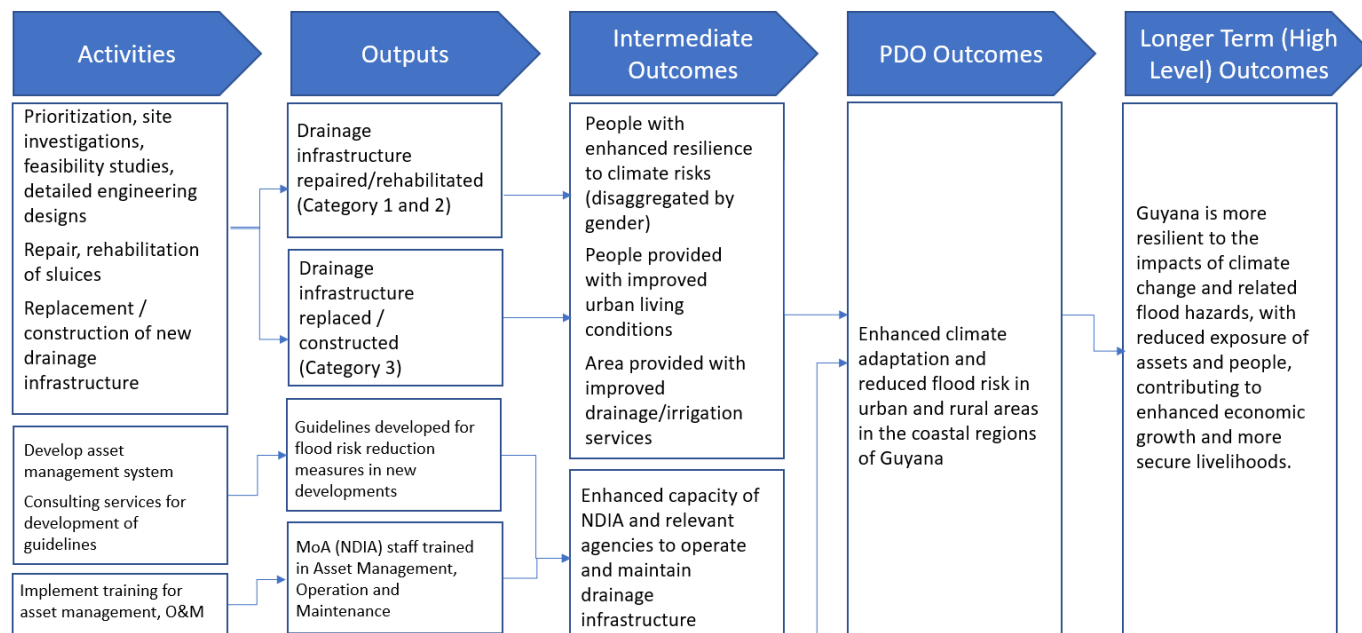 Activities
Outputs
Intermediate
Outcomes
PDO Outcomes
Longer Term (High
Level) Outcomes
Prioritization, site
investigations,
feasibility studies,
detailed engineering
designs
Repair, rehabilitation
of sluices
Replacement /
construction of new
drainage
infrastructure
Develop asset
management system
Consulting services for
development of
guidelines
Implement training for
asset management, O&M
Drainage
infrastructure
repaired/rehabilitated
(Category 1 and 2)
Drainage
infrastructure
replaced /
constructed
(Category 3)
Guidelines developed for
flood risk reduction
measures in new
developments
MoA (NDIA) staff trained
in Asset Management,
Operation and
Maintenance
People with
enhanced resilience
to climate risks
(disaggregated by
gender)
People provided
with improved
urban living
conditions
Area provided with
improved
drainage/irrigation
services
Enhanced capacity of
NDIA and relevant
agencies to operate
and maintain
drainage
infrastructure
Enhanced climate
adaptation and
reduced flood risk in
urban and rural areas
in the coastal regions
of Guyana
Guyana is more
resilient to the
impacts of climate
change and related
flood hazards, with
reduced exposure of
assets and people,
contributing to
enhanced economic
growth and more
secure livelihoods.